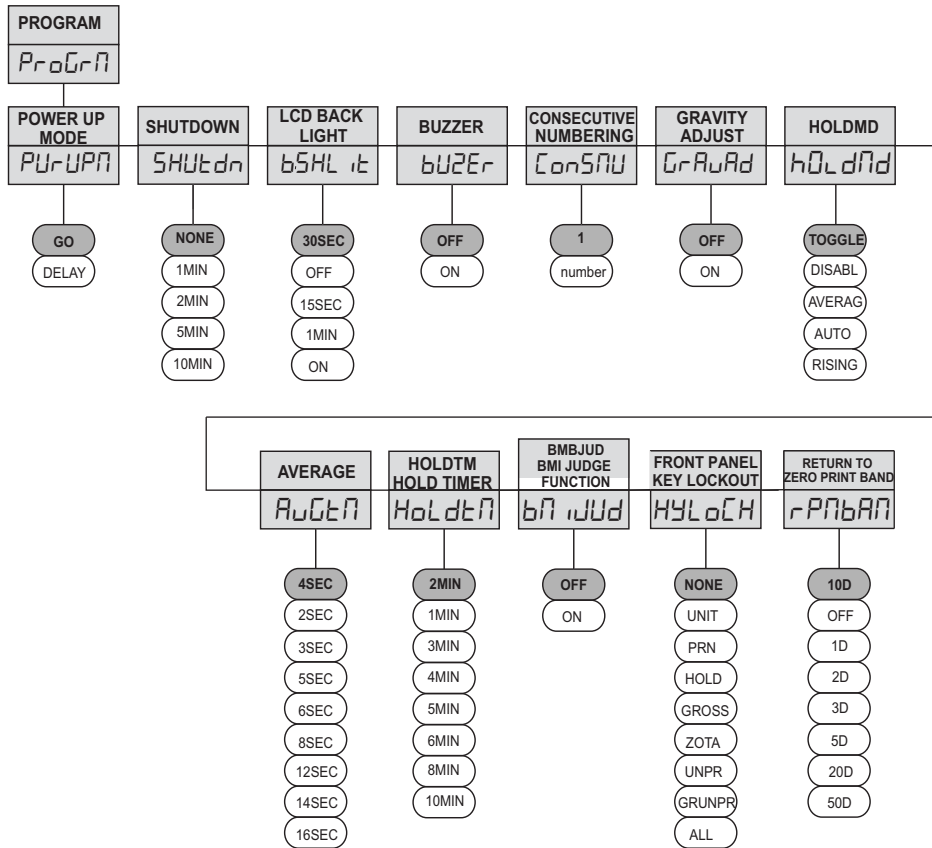 PROGRAM
ProGrM
POWER UP
MODE
PUrUPM
GO
DELAY
SHUTDOWN
SHUtdn
NONE
1MIN
2MIN
5MIN
10MIN
LCD BACK
LIGHT
b.SHLit
30SEC
OFF
15SEC
1MIN
ON
BUZZER
bUZEr
OFF
ON
CONSECUTIVE
NUMBERING
ConSMU
1
number
GRAVITY
ADJUST
GrAvAd
OFF
ON
HOLDMD
hOLdMd
TOGGLE
DISABL
AVERAG
AUTO
RISING
AVERAGE
AvGtM
4SEC
2SEC
3SEC
5SEC
6SEC
8SEC
12SEC
14SEC
16SEC
HOLDTM
HOLD TIMER
HoLdtM
2MIN
1MIN
3MIN
4MIN
5MIN
6MIN
8MIN
10MIN
BMBJUD
BMI JUDGE
FUNCTION
bMiJUd
OFF
ON
FRONT PANEL
KEY LOCKOUT
HYLoCH
NONE
UNIT
PRN
HOLD
GROSS
ZOTA
UNPR
GRUNPR
ALL
RETURN TO
ZERO PRINT BAND
rPMbAM
10D
OFF
1D
2D
3D
5D
20D
50D